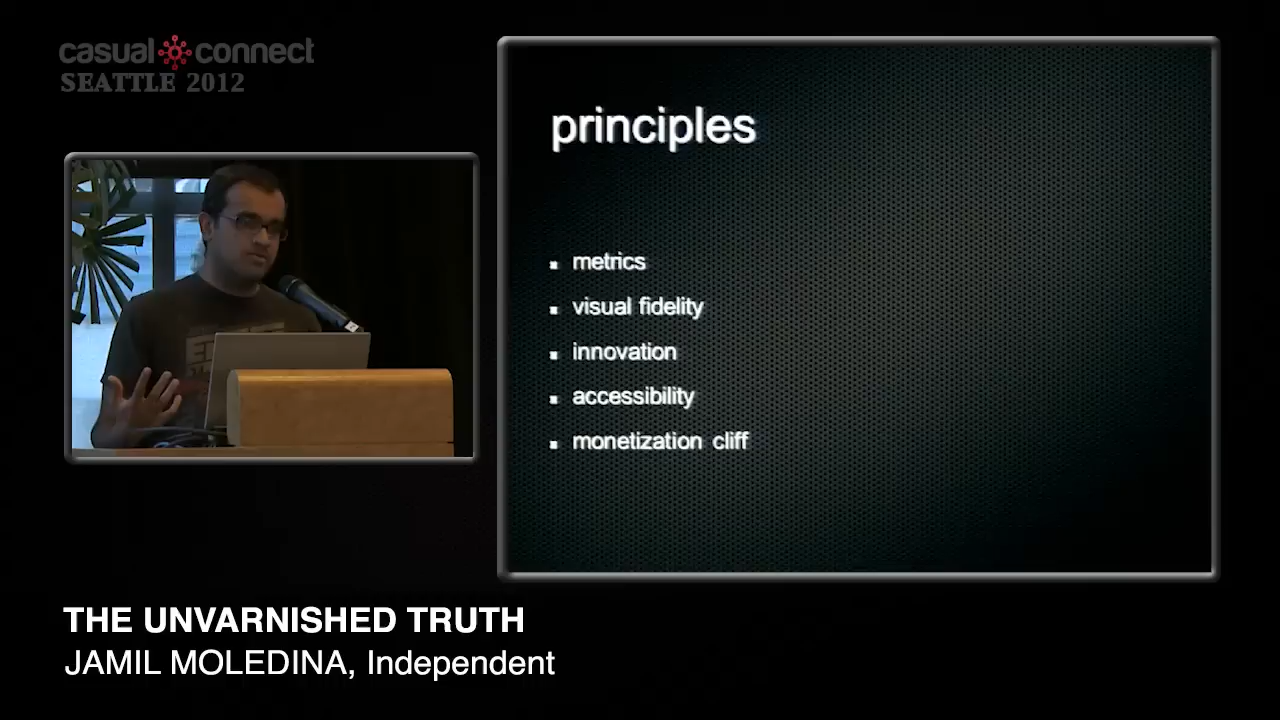 casual connect
SEATTLE 2012
principles
metrics
visual fidelity
innovation
accessibility
monetization cliff
THE UNVARNISHED TRUTH
JAMIL MOLEDINA, Independent